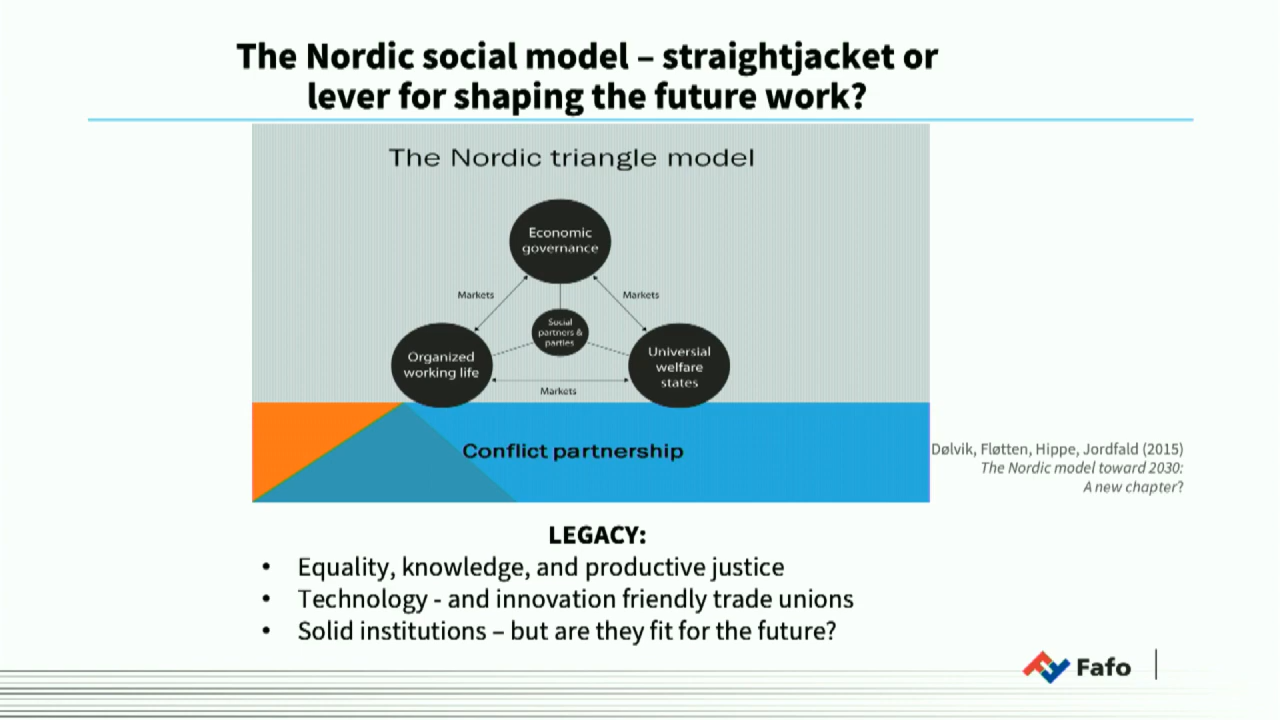 The Nordic social model – straightjacket or
lever for shaping the future work?
The Nordic triangle model
Economic
governance
Markets
Markets
Social
partners &
parties
Organized
working life
Universial
welfare
states
Markets
Conflict partnership
Dølvik, Fløtten, Hippe, Jordfald (2015)
The Nordic model toward 2030:
A new chapter?
LEGACY:
• Equality, knowledge, and productive justice
• Technology - and innovation friendly trade unions
• Solid institutions – but are they fit for the future?
Fafo